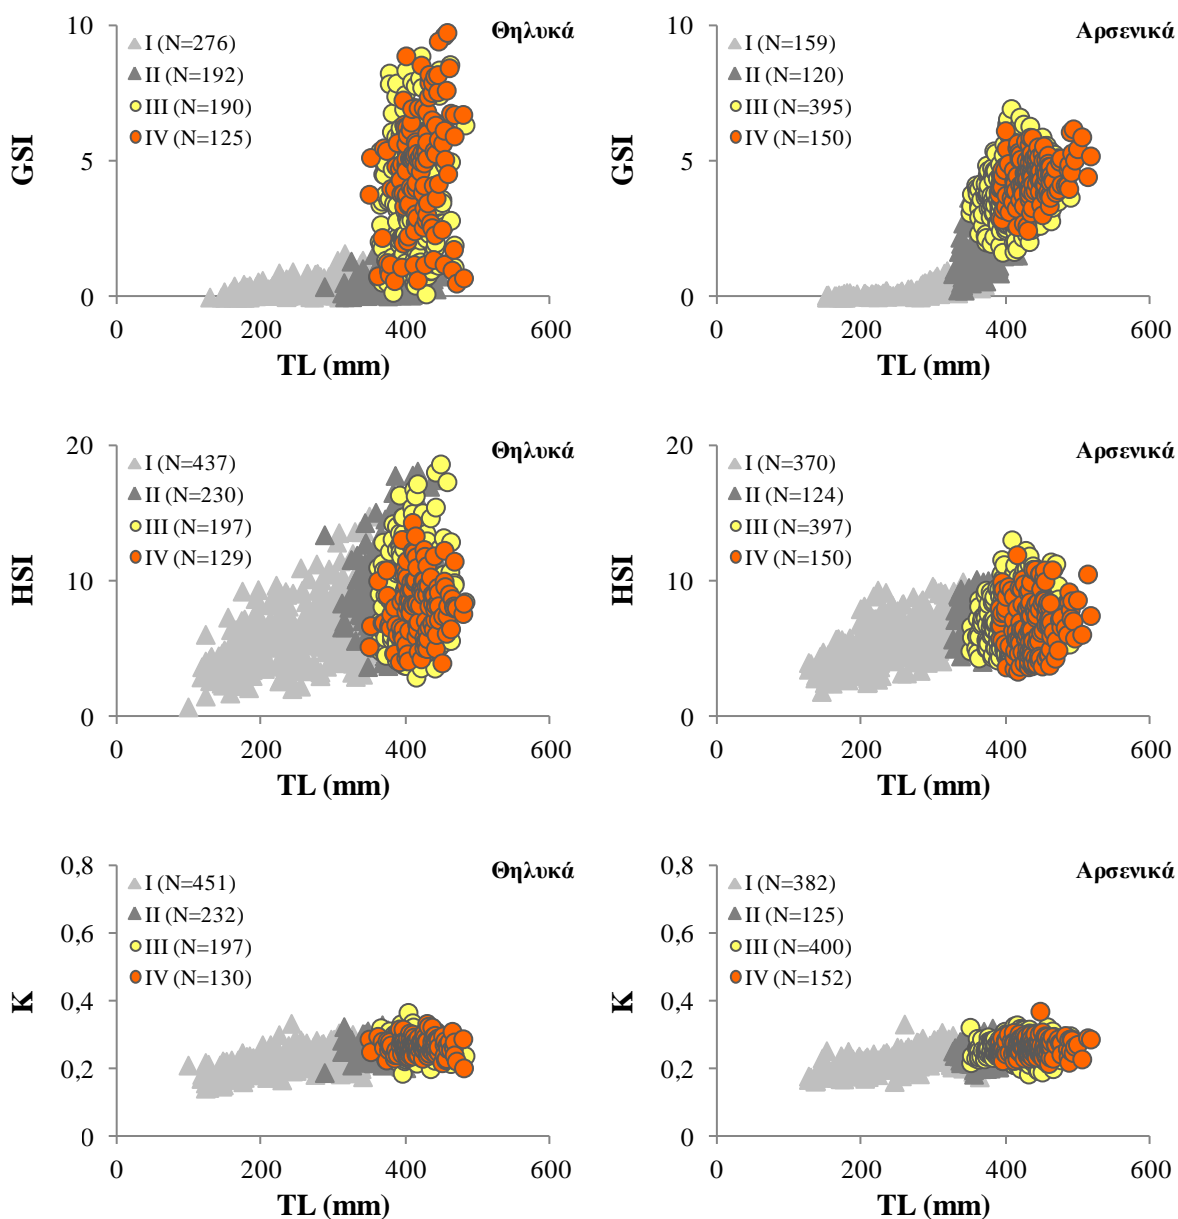 Θηλυκά
10
5
0
GSI
I (N=276)
II (N=192)
III (N=190)
IV (N=125)
0 200 400 600
TL (mm)
Αρσενικά
10
5
0
GSI
I (N=159)
II (N=120)
III (N=395)
IV (N=150)
0 200 400 600
TL (mm)
Θηλυκά
20
10
0
HSI
I (N=437)
II (N=230)
III (N=197)
IV (N=129)
0 200 400 600
TL (mm)
Αρσενικά
20
10
0
HSI
I (N=370)
II (N=124)
III (N=397)
IV (N=150)
0 200 400 600
TL (mm)
Θηλυκά
0,8
0,6
0,4
0,2
0
K
I (N=451)
II (N=232)
III (N=197)
IV (N=130)
0 200 400 600
TL (mm)
Αρσενικά
0,8
0,6
0,4
0,2
0
K
I (N=382)
II (N=125)
III (N=400)
IV (N=152)
0 200 400 600
TL (mm)